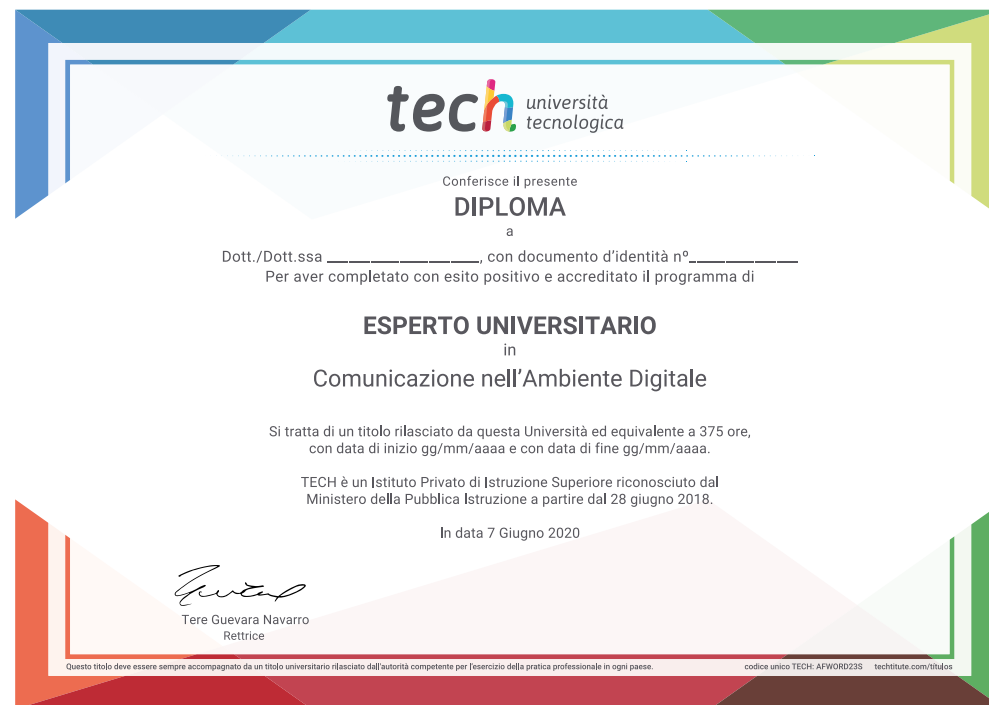 tech università
tecnologica
Conferisce il presente
DIPLOMA
a
Dott./Dott.ssa ____________________, con documento d'identità nº______________
Per aver completato con esito positivo e accreditato il programma di
ESPERTO UNIVERSITARIO
in
Comunicazione nell'Ambiente Digitale
Si tratta di un titolo rilasciato da questa Università ed equivalente a 375 ore,
con data di inizio gg/mm/aaaa e con data di fine gg/mm/aaaa.
TECH è un Istituto Privato di Istruzione Superiore riconosciuto dal
Ministero della Pubblica Istruzione a partire dal 28 giugno 2018.
In data 7 Giugno 2020
Tere Guevara Navarro
Rettrice
Questo titolo deve essere sempre accompagnato da un titolo universitario rilasciato dall'autorità competente per l'esercizio della pratica professionale in ogni paese. codice unico TECH: AFWORD23S techtitute.com/titulos